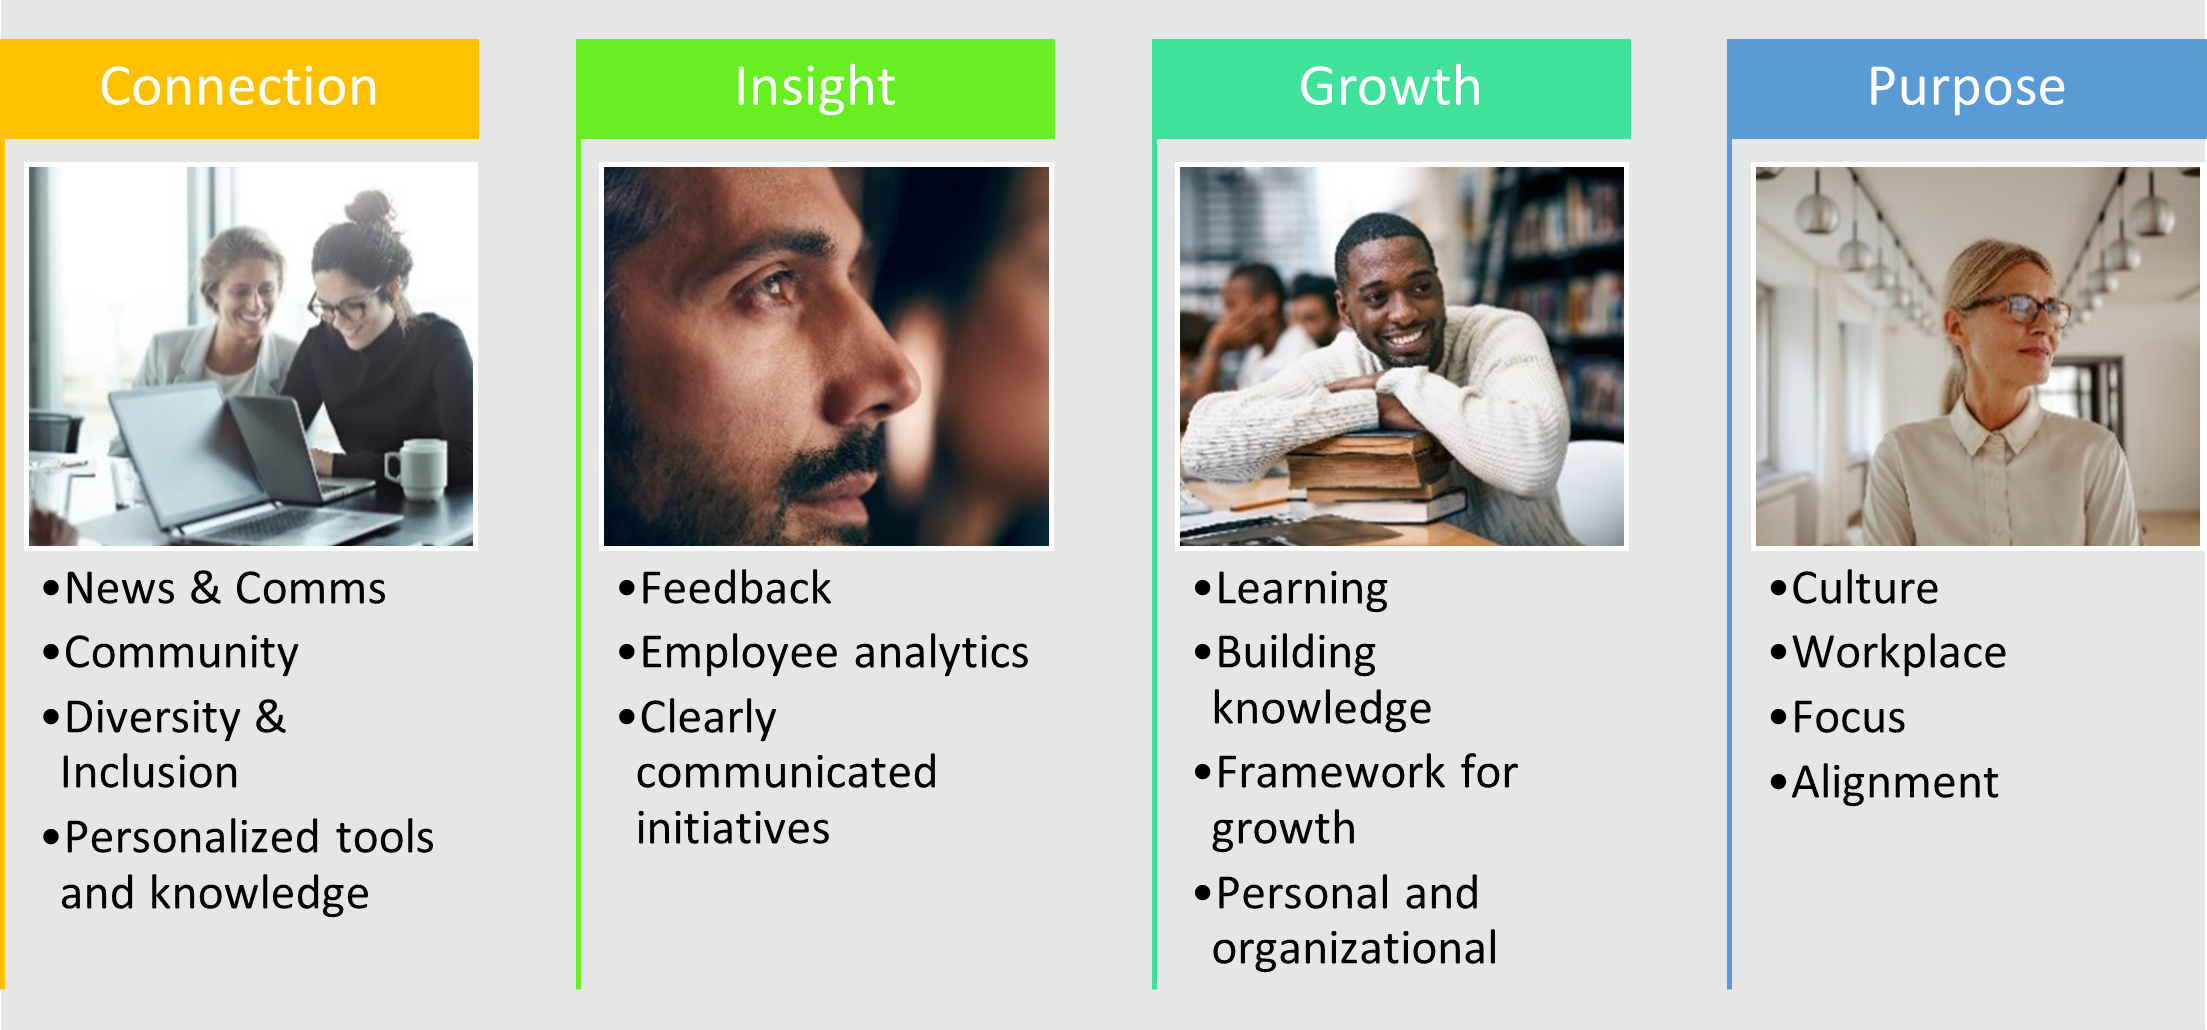 Connection
•News & Comms
•Community
•Diversity &
Inclusion
•Personalized tools
and knowledge
Insight
•Feedback
•Employee analytics
•Clearly
communicated
initiatives
Growth
•Learning
•Building
knowledge
•Framework for
growth
•Personal and
organizational
Purpose
•Culture
•Workplace
•Focus
•Alignment